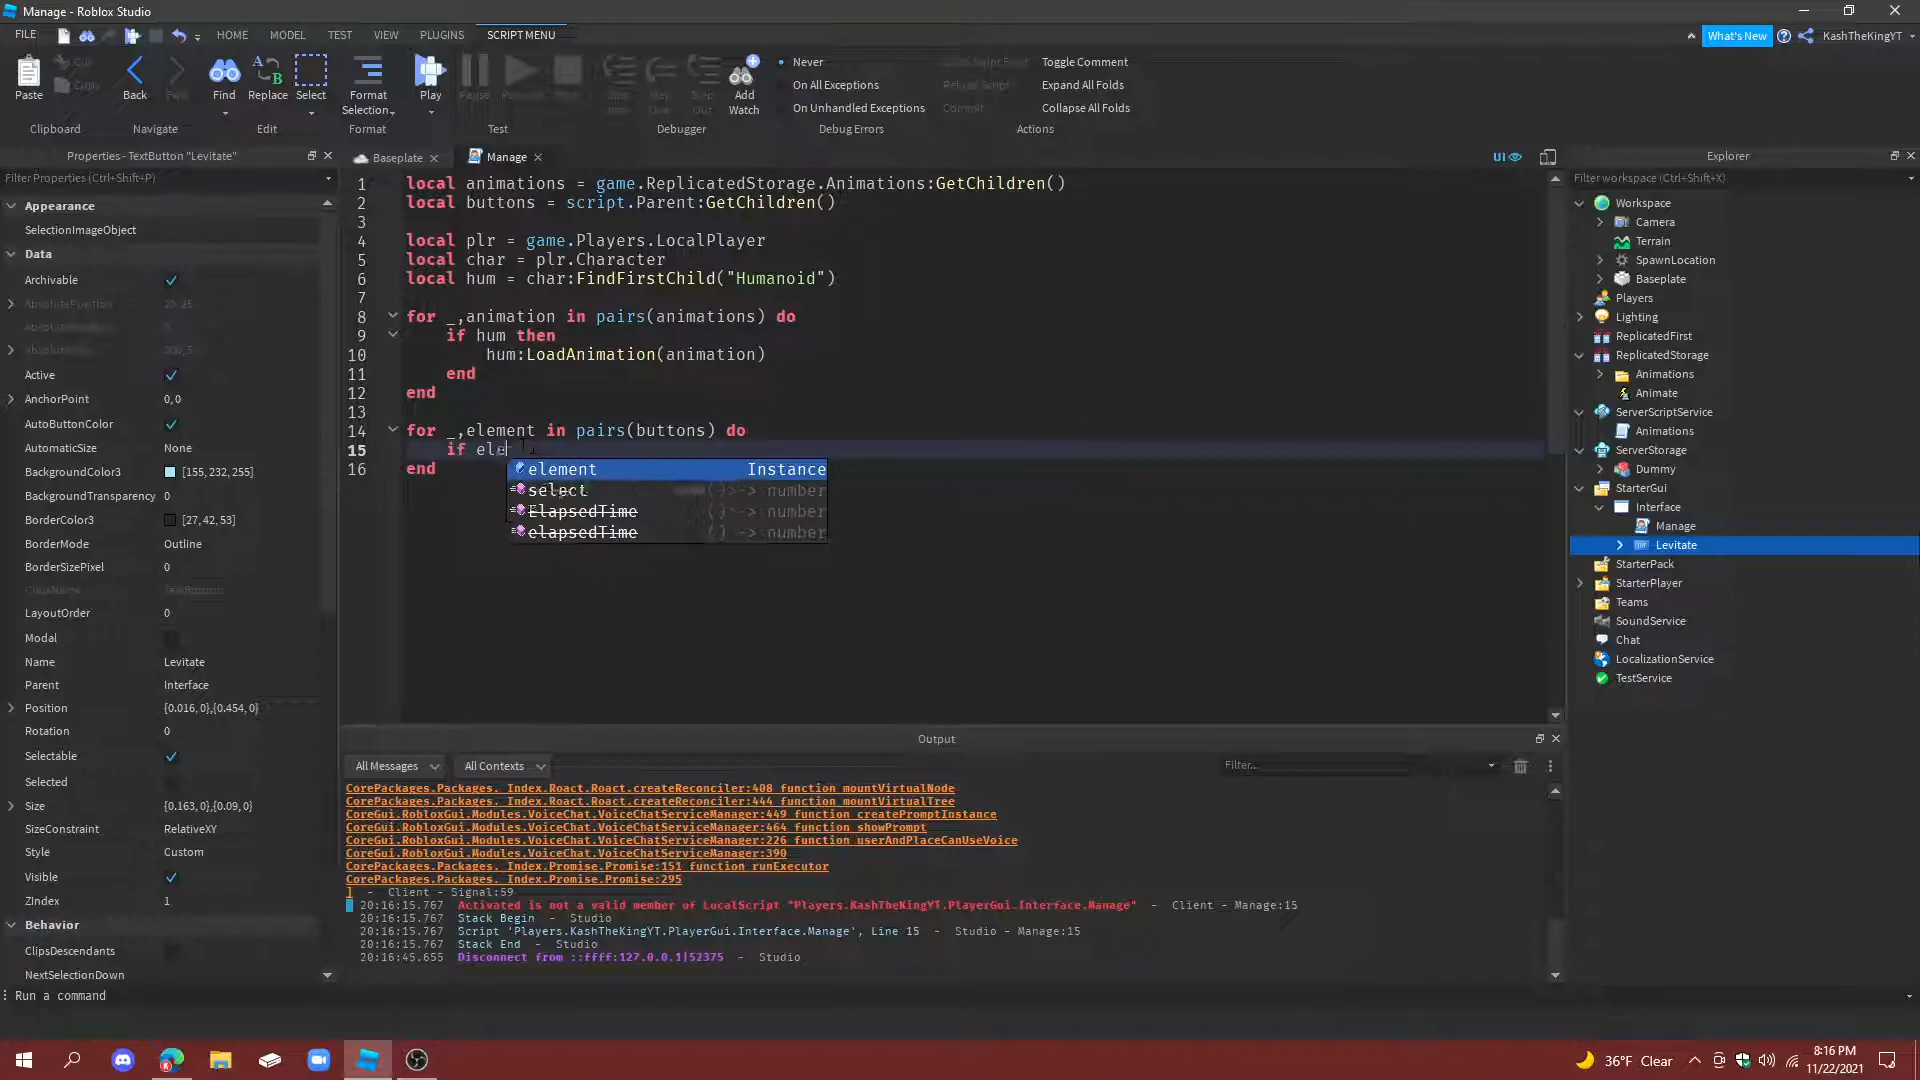 Manage - Roblox Studio
FILE HOME MODEL TEST VIEW PLUGINS SCRIPT MENU
What's New KashTheKingYT
Paste Cut Copy Back Find Replace Select Format Selection Play Pause Add Watch
Never
On All Exceptions
On Unhandled Exceptions
Reload Script
Commit
Toggle Comment
Expand All Folds
Collapse All Folds
Clipboard Navigate Edit Format Test Debugger Debug Errors Actions
Properties - TextButton "Levitate"
Filter Properties (Ctrl+Shift+P)
Appearance
SelectionImageObject
Data
Archivable
AbsolutePosition
Active
AnchorPoint 0, 0
AutoButtonColor
AutomaticSize None
BackgroundColor3 [155, 232, 255]
BackgroundTransparency 0
BorderColor3 [27, 42, 53]
BorderMode Outline
BorderSizePixel 0
ClassName
LayoutOrder 0
Modal
Name Levitate
Parent Interface
Position {0.016, 0},{0.454, 0}
Rotation 0
Selectable
Selected
Size {0.163, 0},{0.09, 0}
SizeConstraint RelativeXY
Style Custom
Visible
ZIndex 1
Behavior
ClipsDescendants
NextSelectionDown
Baseplate Manage UI
1 local animations = game.ReplicatedStorage.Animations:GetChildren()
2 local buttons = script.Parent:GetChildren()
3
4 local plr = game.Players.LocalPlayer
5 local char = plr.Character
6 local hum = char:FindFirstChild("Humanoid")
7
8 for _,animation in pairs(animations) do
9 if hum then
10 hum:LoadAnimation(animation)
11 end
12 end
13
14 for _,element in pairs(buttons) do
15 if ele
16 end
element Instance
select ()-> number
ElapsedTime ()-> number
elapsedTime ()-> number
Output
All Messages All Contexts Filter...
CorePackages.Packages._Index.Roact.Roact.createReconciler:408 function mountVirtualNode
CorePackages.Packages._Index.Roact.Roact.createReconciler:444 function mountVirtualTree
CoreGui.RobloxGui.Modules.VoiceChat.VoiceChatServiceManager:449 function createPromptInstance
CoreGui.RobloxGui.Modules.VoiceChat.VoiceChatServiceManager:464 function showPrompt
CoreGui.RobloxGui.Modules.VoiceChat.VoiceChatServiceManager:226 function userAndPlaceCanUseVoice
CoreGui.RobloxGui.Modules.VoiceChat.VoiceChatServiceManager:390
CorePackages.Packages._Index.Promise.Promise:151 function runExecutor
CorePackages.Packages._Index.Promise.Promise:295
] - Client - Signal:59
20:16:15.767 Activated is not a valid member of LocalScript "Players.KashTheKingYT.PlayerGui.Interface.Manage" - Client - Manage:15
20:16:15.767 Stack Begin - Studio
20:16:15.767 Script 'Players.KashTheKingYT.PlayerGui.Interface.Manage', Line 15 - Studio - Manage:15
20:16:15.767 Stack End - Studio
20:16:45.655 Disconnect from ::ffff:127.0.0.1|52375 - Studio
Explorer
Filter workspace (Ctrl+Shift+X)
Workspace
Camera
Terrain
SpawnLocation
Baseplate
Players
Lighting
ReplicatedFirst
ReplicatedStorage
Animations
Animate
ServerScriptService
Animations
ServerStorage
Dummy
StarterGui
Interface
Manage
Levitate
StarterPack
StarterPlayer
Teams
SoundService
Chat
LocalizationService
TestService
Run a command
36°F Clear
8:16 PM
11/22/2021